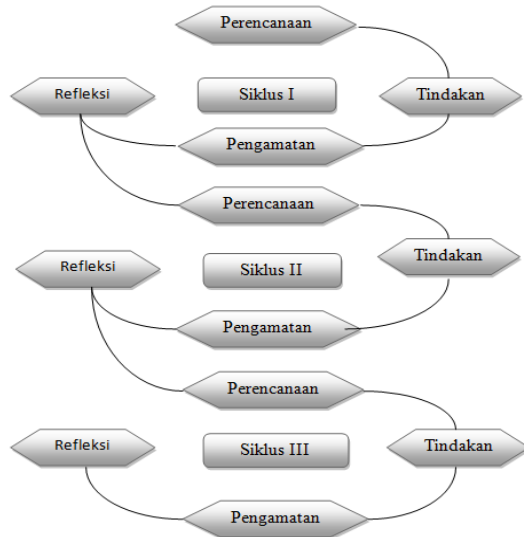 Perencanaan
Refleksi
Siklus I
Tindakan
Pengamatan
Perencanaan
Refleksi
Siklus II
Tindakan
Pengamatan
Perencanaan
Refleksi
Siklus III
Tindakan
Pengamatan